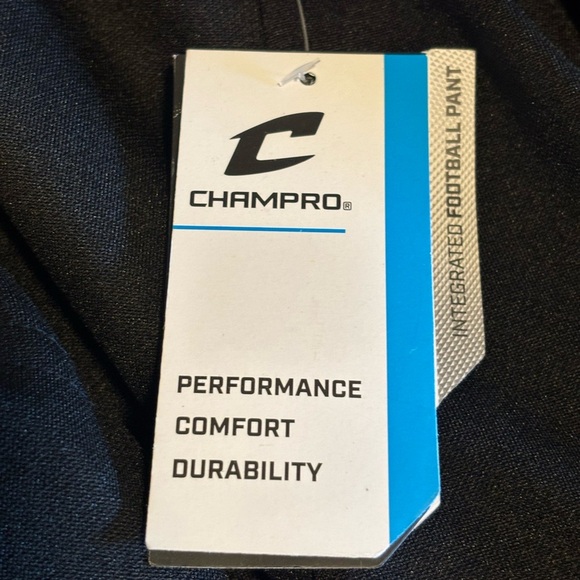 CHAMPRO®
PERFORMANCE
COMFORT
DURABILITY
INTEGRATED FOOTBALL PANT